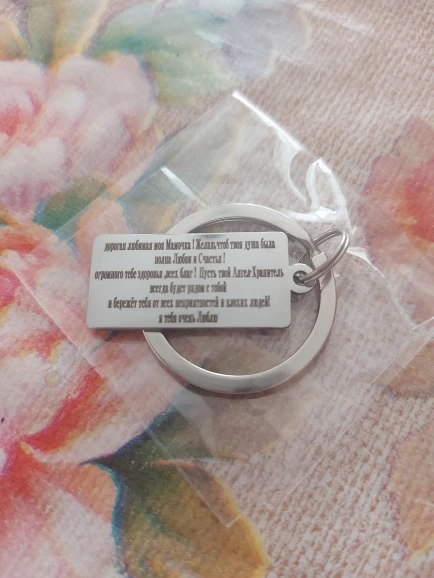 дорогая любимая моя Мамочка ! Желаю,чтоб твоя душа была
полна Любви и Счастья !
огромного тебе здоровья ,всех благ ! Пусть твой Ангел-Хранитель
всегда будет рядом с тобой
и бережёт тебя от всех неприятностей и плохих людей!
я тебя очень Люблю